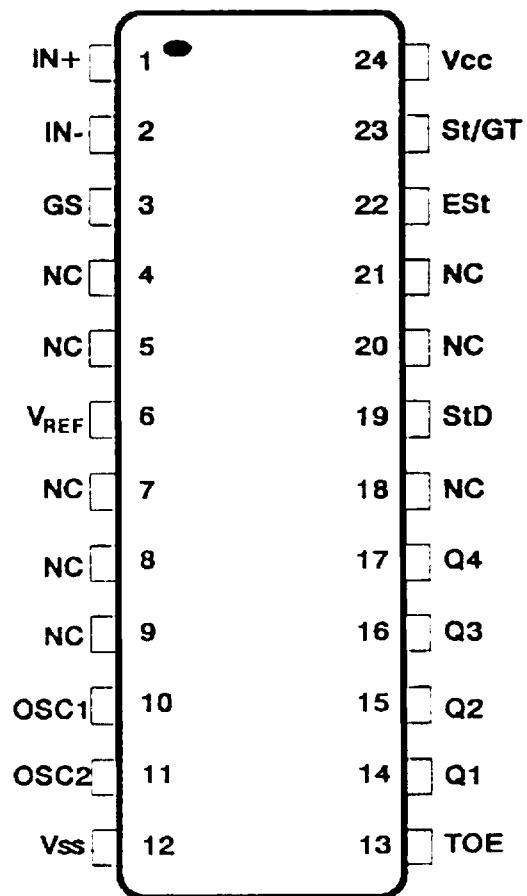 IN+ 1 24 Vcc
IN- 2 23 St/GT
GS 3 22 ESt
NC 4 21 NC
NC 5 20 NC
VREF 6 19 StD
NC 7 18 NC
NC 8 17 Q4
NC 9 16 Q3
OSC1 10 15 Q2
OSC2 11 14 Q1
Vss 12 13 TOE